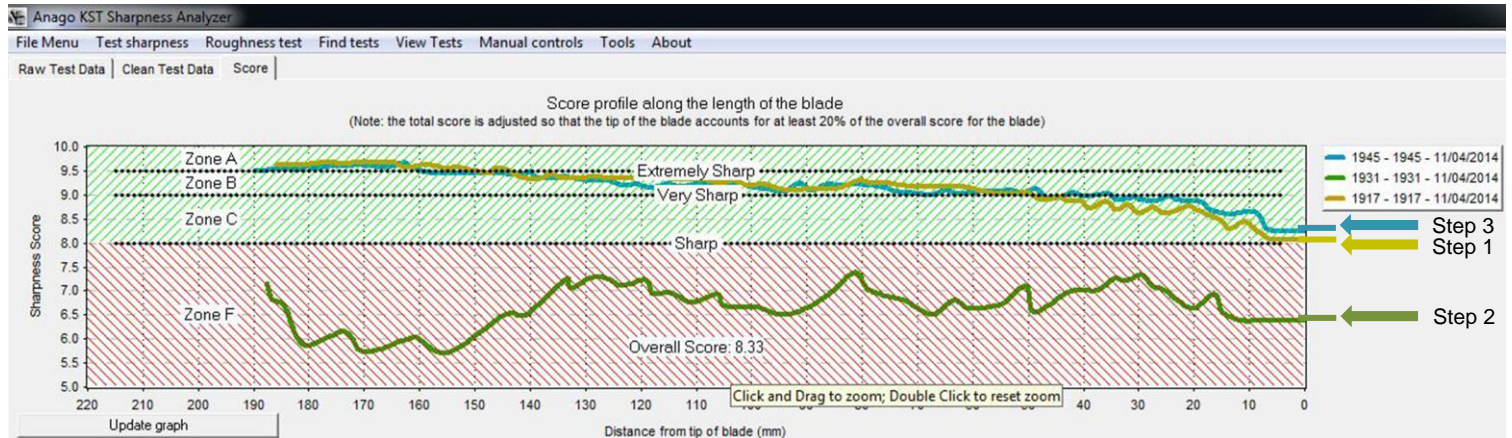 Anago KST Sharpness Analyzer
File Menu Test sharpness Roughness test Find tests View Tests Manual controls Tools About
Raw Test Data Clean Test Data Score
Score profile along the length of the blade
(Note: the total score is adjusted so that the tip of the blade accounts for at least 20% of the overall score for the blade)
Sharpness Score
10.0
9.5
9.0
8.5
8.0
7.5
7.0
6.5
6.0
5.5
5.0
Zone A
Extremely Sharp
Zone B
Very Sharp
Zone C
Sharp
Zone F
Overall Score: 8.33
1945 - 1945 - 11/04/2014
1931 - 1931 - 11/04/2014
1917 - 1917 - 11/04/2014
Step 3
Step 1
Step 2
Click and Drag to zoom; Double Click to reset zoom
220 210 200 190 180 170 160 150 140 130 120 110 40 30 20 10 0
Update graph
Distance from tip of blade (mm)